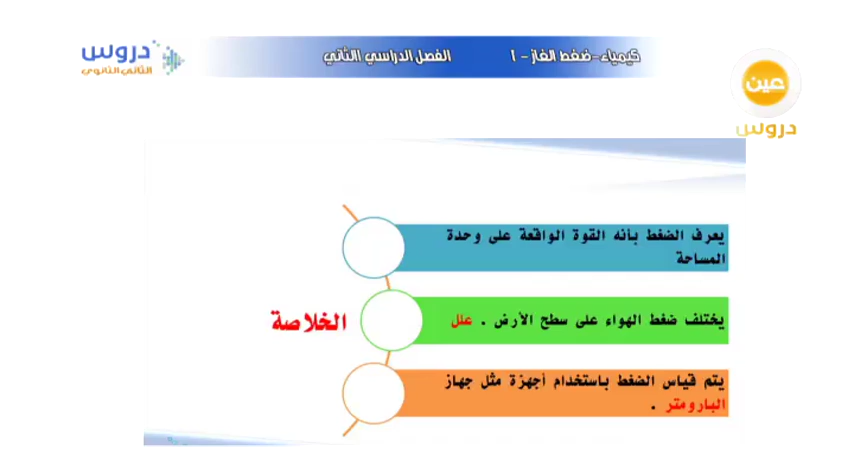 دروس
الثاني الثانوي
كيمياء-ضغط الغاز - ٢
الفصل الدراسي الثاني
عين
دروس
يعرف الضغط بأنه القوة الواقعة على وحدة
المساحة
الخلاصة
يختلف ضغط الهواء على سطح الأرض . علل
يتم قياس الضغط باستخدام أجهزة مثل جهاز
البارومتر .